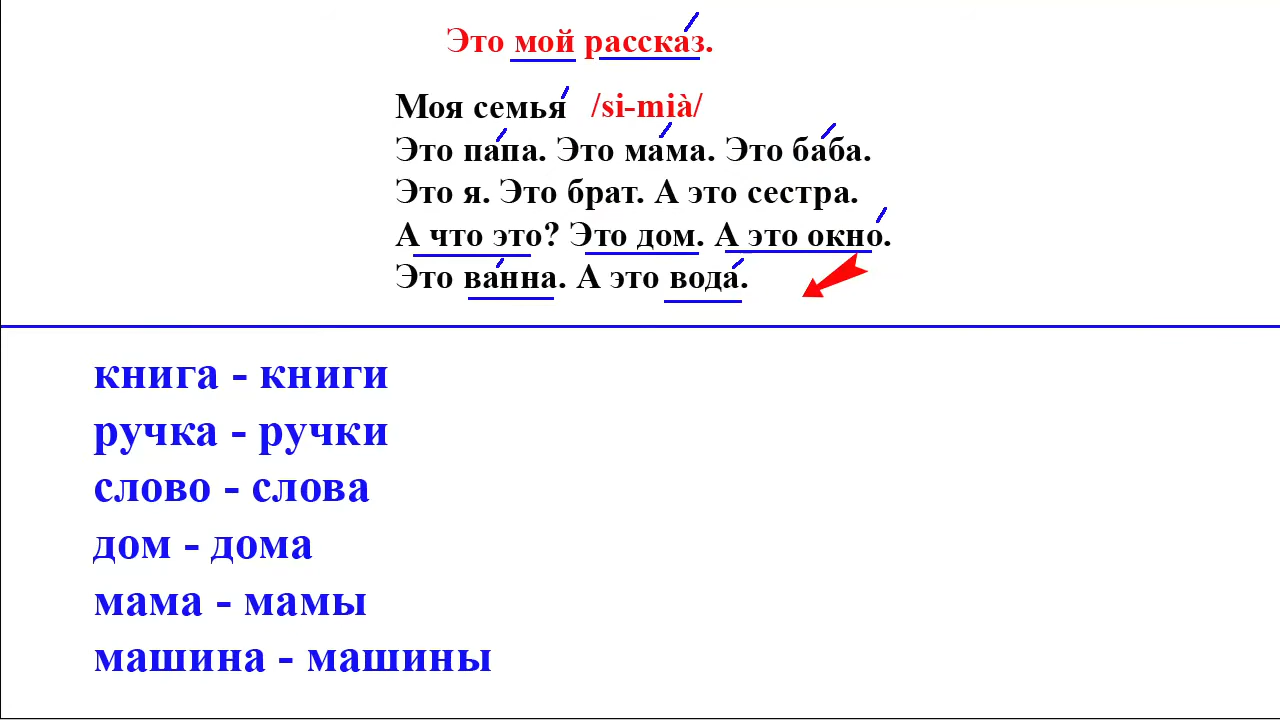 Это мой рассказ.
Моя семья /si-mià/
Это папа. Это мама. Это баба.
Это я. Это брат. А это сестра.
А что это? Это дом. А это окно.
Это ванна. А это вода.
книга - книги
ручка - ручки
слово - слова
дом - дома
мама - мамы
машина - машины